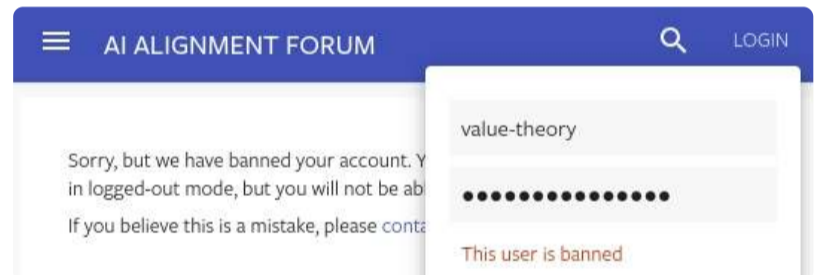 AI ALIGNMENT FORUM
LOGIN
Sorry, but we have banned your account. Y
in logged-out mode, but you will not be ab
If you believe this is a mistake, please conta
value-theory
This user is banned